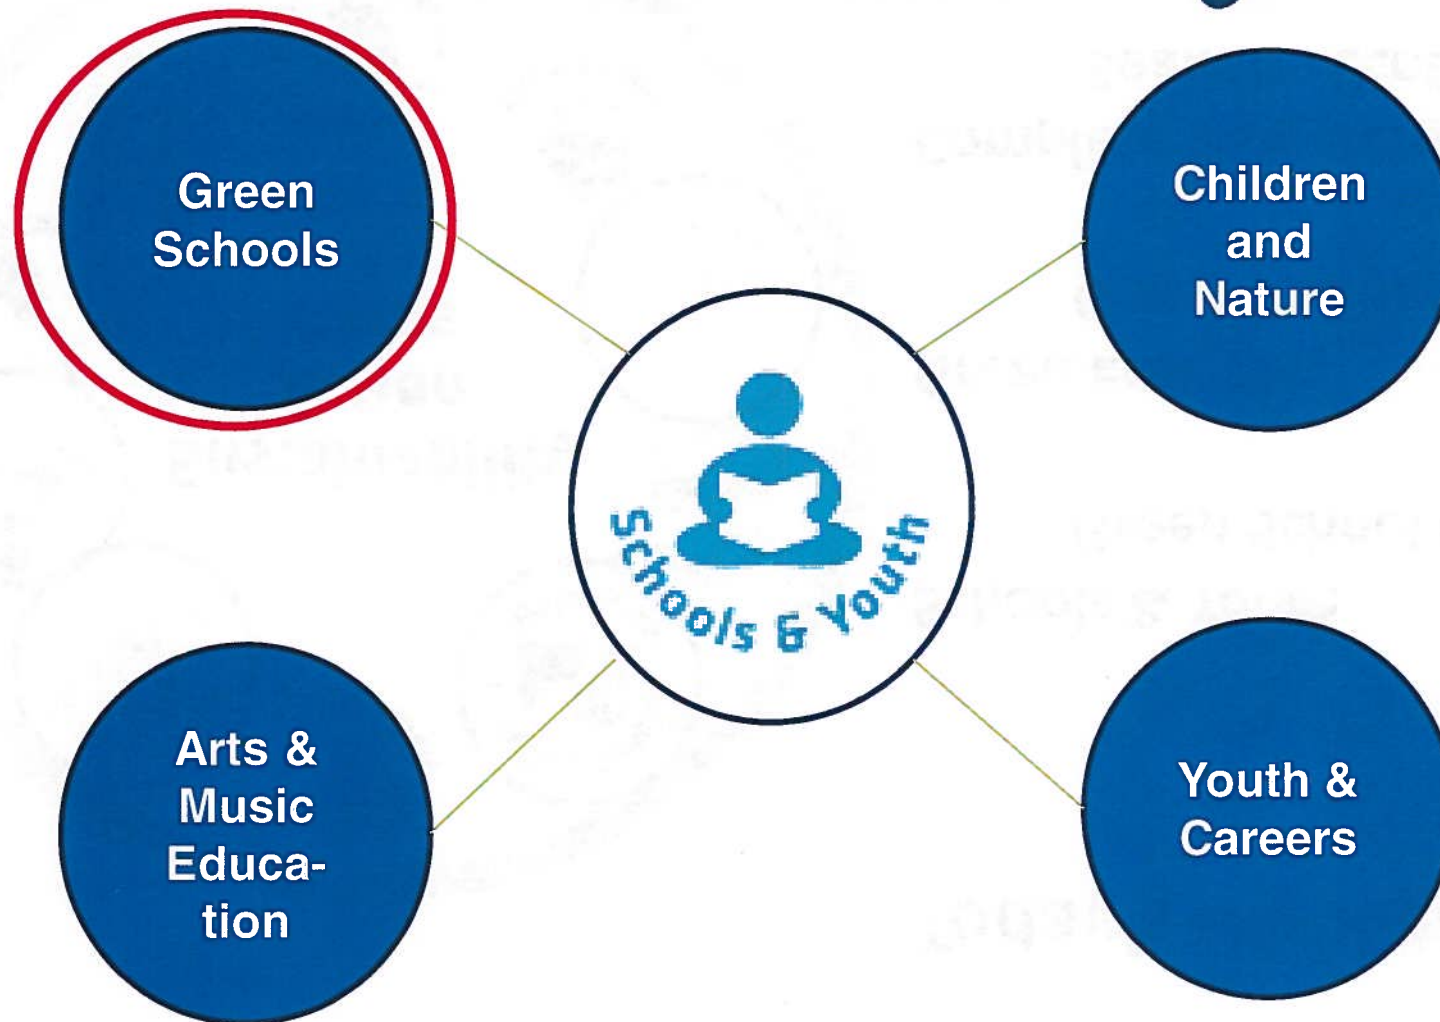 Green
Schools
Children
and
Nature
Schools & Youth
Arts &
Music
Educa-
tion
Youth &
Careers